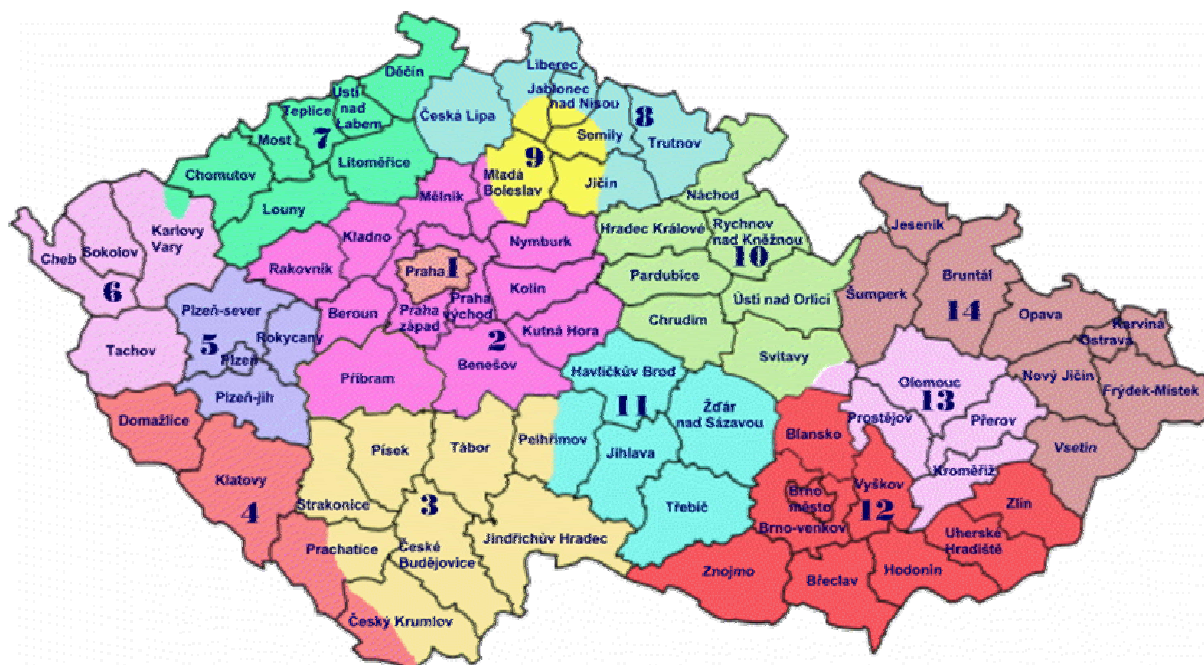 Děčín
Liberec
Ústí
nad
Labem
Teplice
7
Jablonec
nad Nisou
Česká Lípa
8
Most
Semily
Trutnov
Litoměřice
9
Chomutov
Mladá
Boleslav
Jičín
Louny
Mělník
Náchod
Karlovy
Vary
Kladno
Nymburk
Hradec Králové
Rychnov
nad Kněžnou
Jeseník
Sokolov
Cheb
6
Rakovník
Praha
1
10
Pardubice
Bruntál
14
Kolín
Šumperk
Ústí nad Orlicí
Opava
Plzeň-sever
Beroun
Praha
západ
Praha
východ
Karviná
Ostrava
Rokycany
5
Kutná Hora
Chrudim
Tachov
Plzeň
2
Benešov
Svitavy
Příbram
Havlíčkův Brod
Olomouc
Nový Jičín
Frýdek-Místek
Plzeň-jih
11
13
Domažlice
Žďár
nad Sázavou
Prostějov
Přerov
Písek
Tábor
Pelhřimov
Blansko
Jihlava
Vsetín
Kroměříž
Klatovy
Vyškov
Strakonice
3
Třebíč
Brno
město
Zlín
4
12
Brno-venkov
Jindřichův Hradec
Uherské
Hradiště
Prachatice
České
Budějovice
Znojmo
Břeclav
Hodonín
Český Krumlov